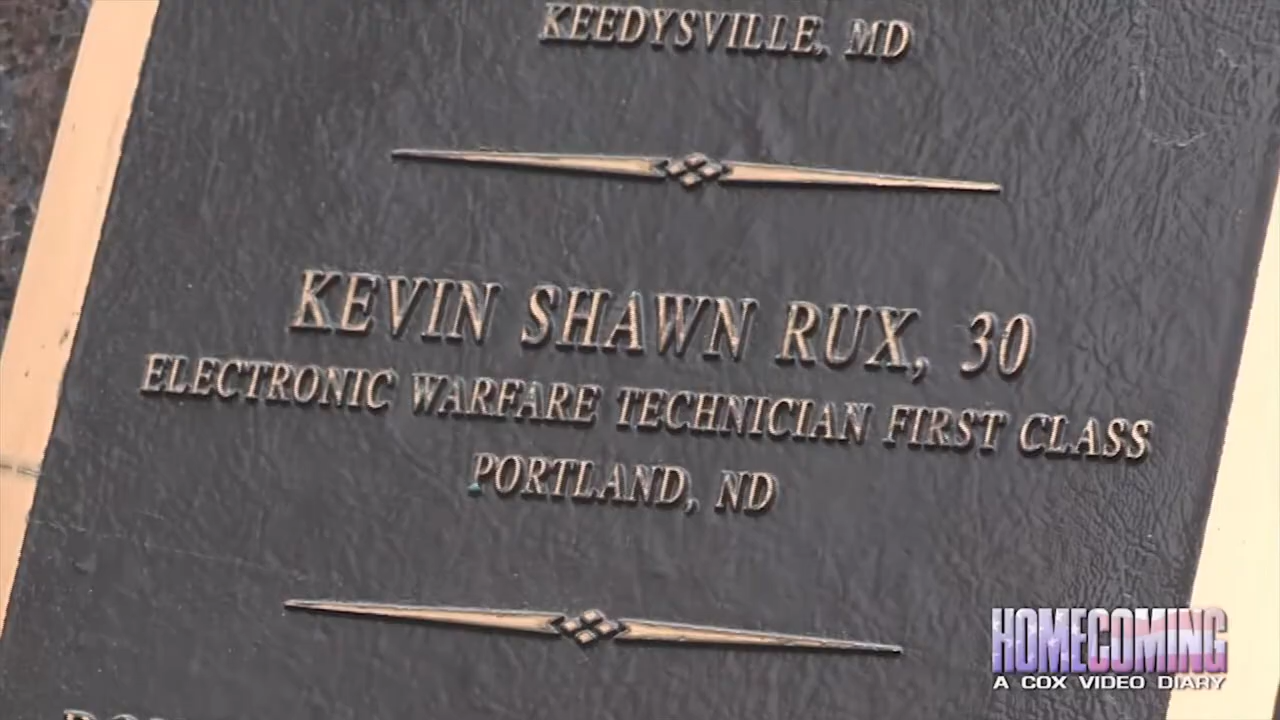 KEEDYSVILLE, MD
KEVIN SHAWN RUX, 30
ELECTRONIC WARFARE TECHNICIAN FIRST CLASS
PORTLAND, ND
HOMECOMING
A COX VIDEO DIARY